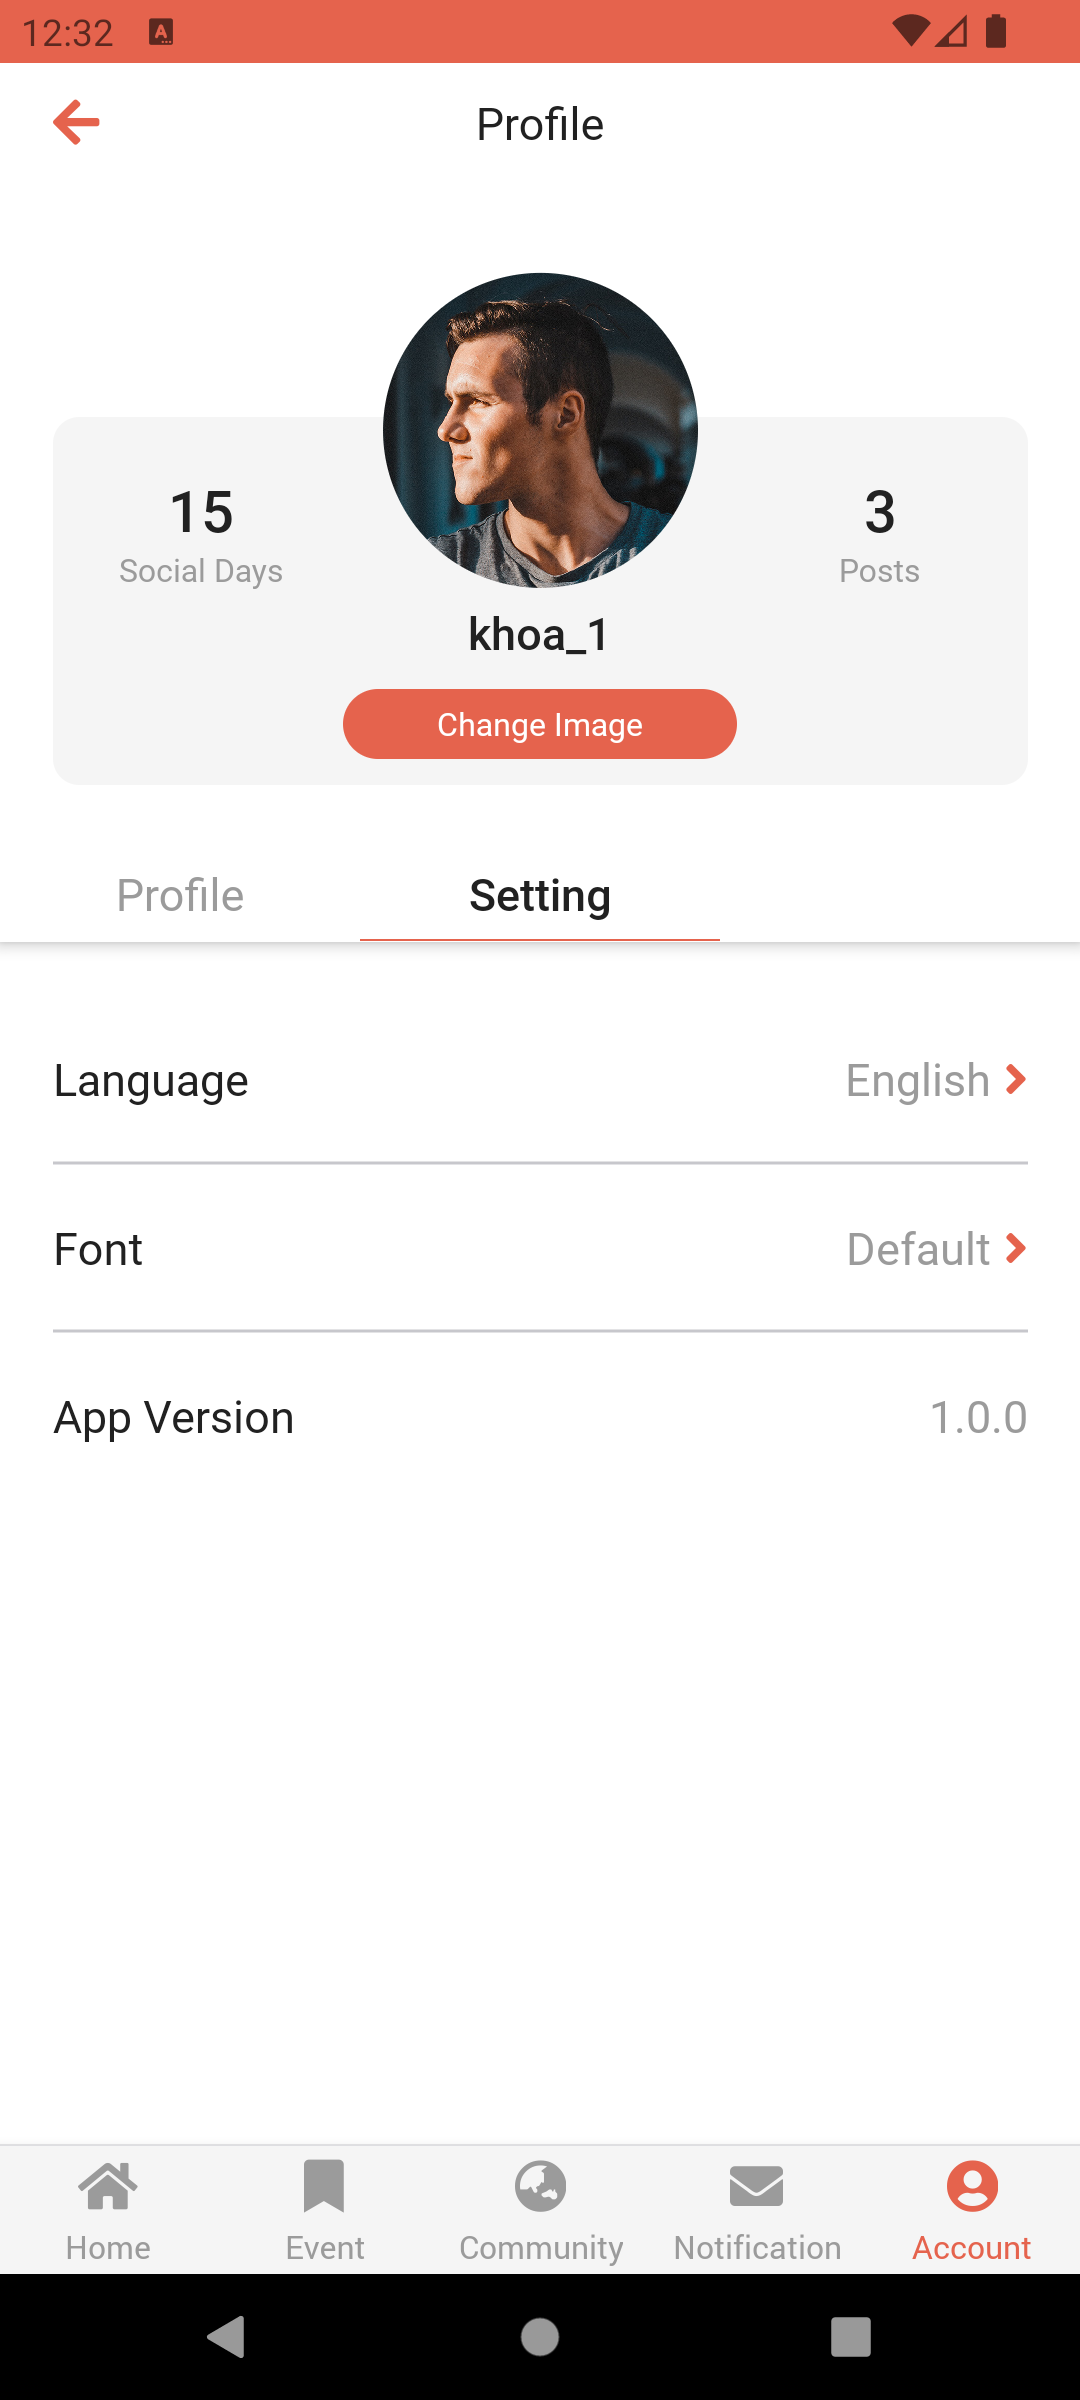 12:32
Profile
15
Social Days
3
Posts
khoa_1
Change Image
Profile
Setting
Language
English
Font
Default
App Version
1.0.0
Home
Event
Community
Notification
Account